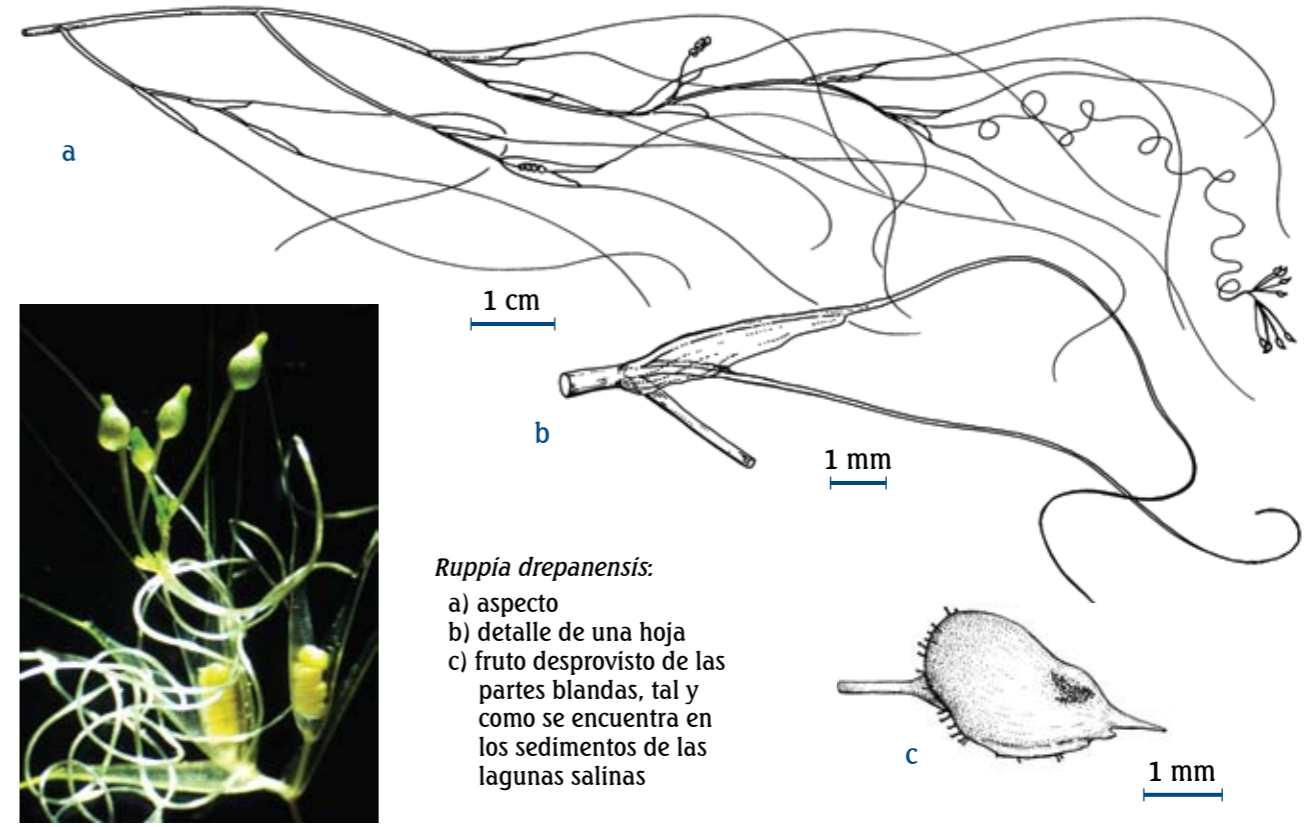 a
1 cm
b
1 mm
Ruppia drepanensis:
a) aspecto
b) detalle de una hoja
c) fruto desprovisto de las
partes blandas, tal y
como se encuentra en
los sedimentos de las
lagunas salinas
c
1 mm